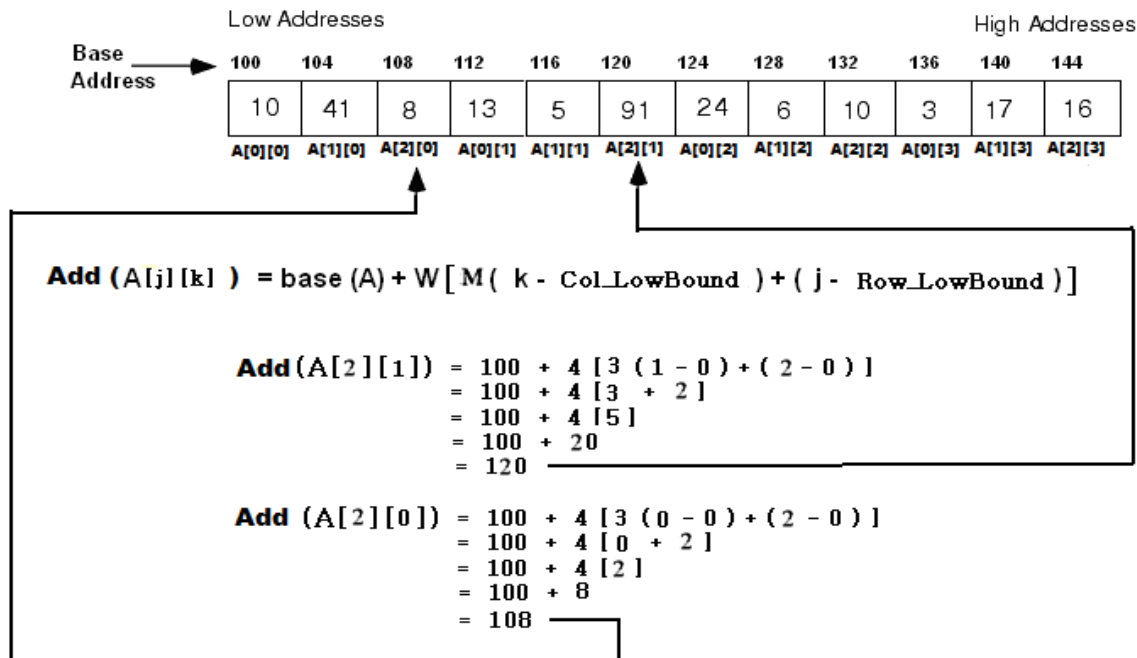 Low Addresses
High Addresses
Base Address
100 104 108 112 116 120 124 128 132 136 140 144
10 41 8 13 5 91 24 6 10 3 17 16
A[0][0] A[1][0] A[2][0] A[0][1] A[1][1] A[2][1] A[0][2] A[1][2] A[2][2] A[0][3] A[1][3] A[2][3]
Add (A[j][k] ) = base (A) + W[ M( k - Col_LowBound ) + ( j - Row_LowBound )]
Add (A[2][1]) = 100 + 4 [ 3 ( 1 - 0 ) + ( 2 - 0 ) ]
= 100 + 4 [ 3 + 2 ]
= 100 + 4 [ 5 ]
= 100 + 20
= 120
Add (A[2][0]) = 100 + 4 [ 3 ( 0 - 0 ) + ( 2 - 0 ) ]
= 100 + 4 [ 0 + 2 ]
= 100 + 4 [ 2 ]
= 100 + 8
= 108